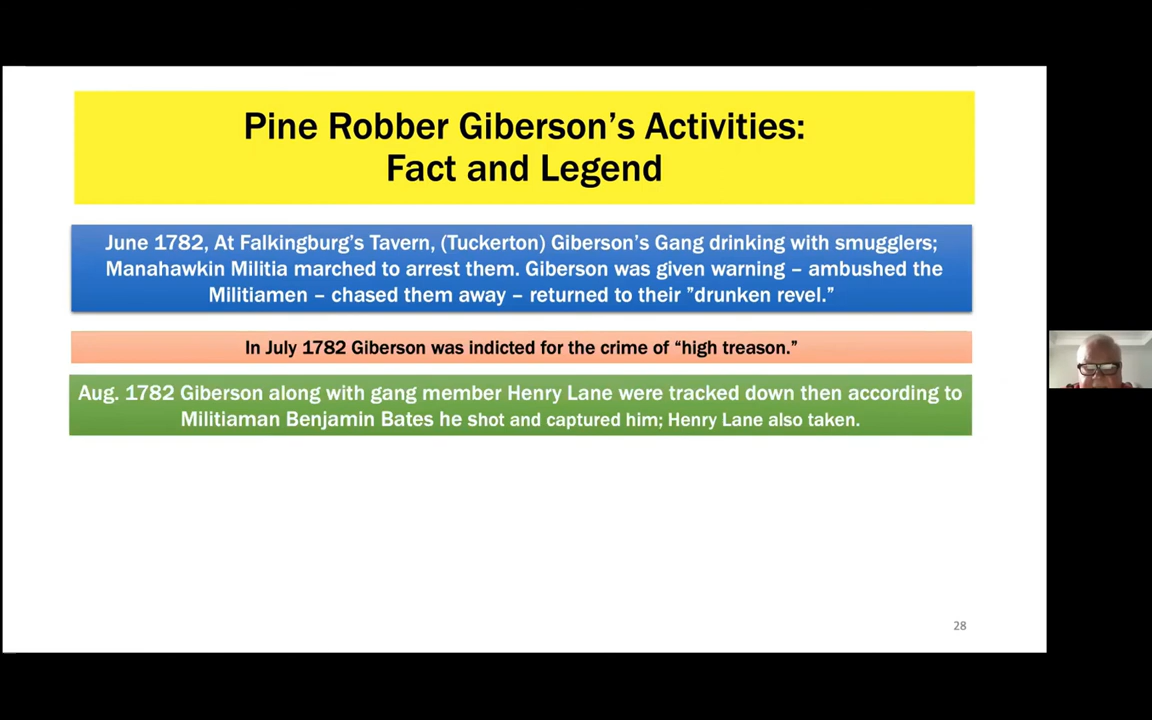 Pine Robber Giberson’s Activities:
Fact and Legend
June 1782, At Falkingburg’s Tavern, (Tuckerton) Giberson’s Gang drinking with smugglers;
Manahawkin Militia marched to arrest them. Giberson was given warning – ambushed the
Militiamen – chased them away – returned to their ”drunken revel.”
In July 1782 Giberson was indicted for the crime of “high treason.”
Aug. 1782 Giberson along with gang member Henry Lane were tracked down then according to
Militiaman Benjamin Bates he shot and captured him; Henry Lane also taken.
28